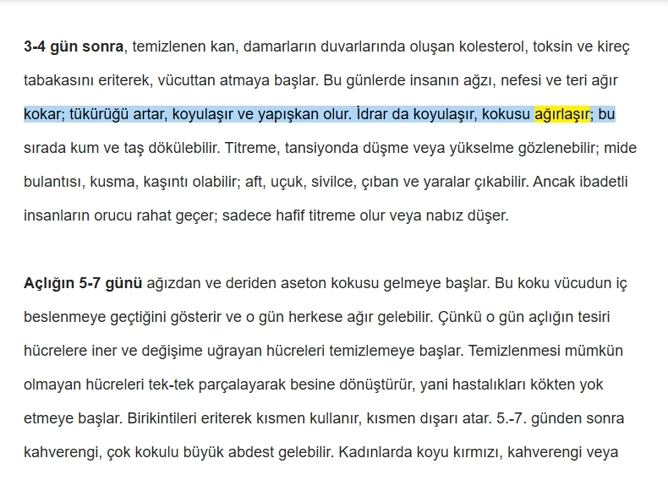 3-4 gün sonra, temizlenen kan, damarların duvarlarında oluşan kolesterol, toksin ve kireç
tabakasını eriterek, vücuttan atmaya başlar. Bu günlerde insanın ağzı, nefesi ve teri ağır
kokar; tükürüğü artar, koyulaşır ve yapışkan olur. İdrar da koyulaşır, kokusu ağırlaşır; bu
sırada kum ve taş dökülebilir. Titreme, tansiyonda düşme veya yükselme gözlenebilir; mide
bulantısı, kusma, kaşıntı olabilir; aft, uçuk, sivilce, çıban ve yaralar çıkabilir. Ancak ibadetli
insanların orucu rahat geçer; sadece hafif titreme olur veya nabız düşer.
Açlığın 5-7 günü ağızdan ve deriden aseton kokusu gelmeye başlar. Bu koku vücudun iç
beslenmeye geçtiğini gösterir ve o gün herkese ağır gelebilir. Çünkü o gün açlığın tesiri
hücrelere iner ve değişime uğrayan hücreleri temizlemeye başlar. Temizlenmesi mümkün
olmayan hücreleri tek-tek parçalayarak besine dönüştürür, yani hastalıkları kökten yok
etmeye başlar. Birikintileri eriterek kısmen kullanır, kısmen dışarı atar. 5.-7. günden sonra
kahverengi, çok kokulu büyük abdest gelebilir. Kadınlarda koyu kırmızı, kahverengi veya